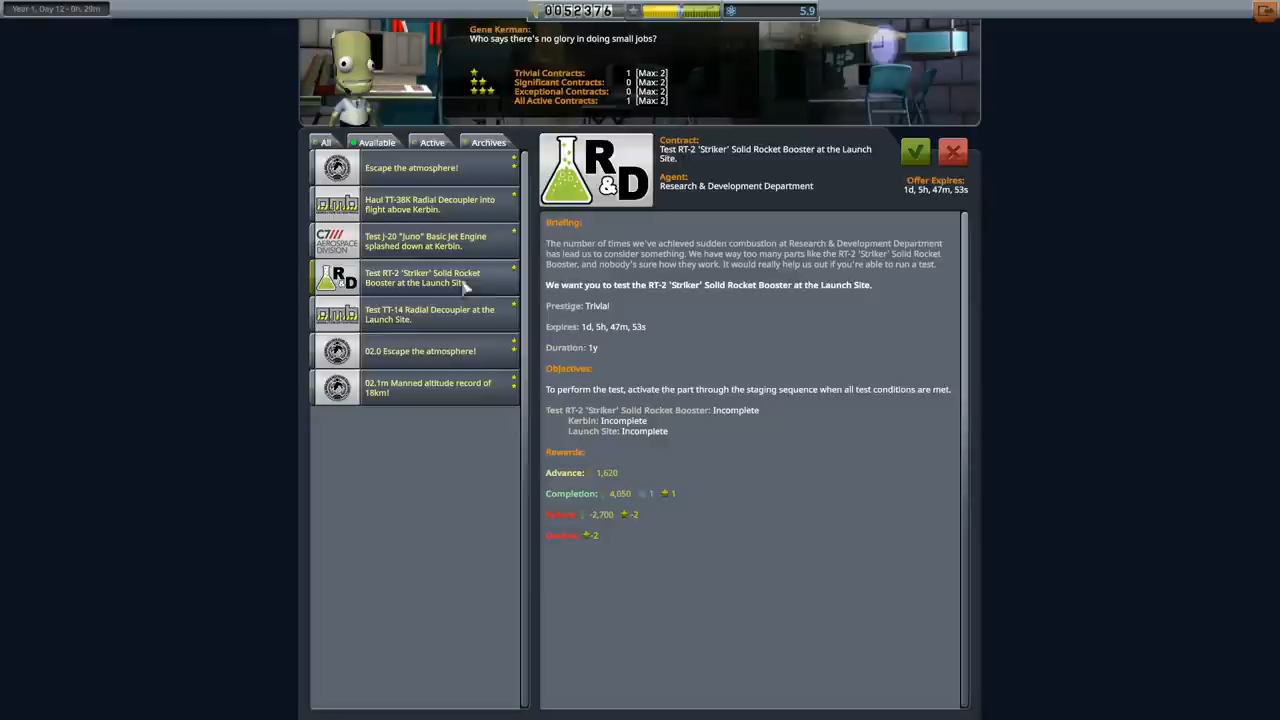 Year 1, Day 12 - 0h, 29m
0052376
5.9
Gene Kerman:
Who says there's no glory in doing small jobs?
Trivial Contracts: 1 [Max: 2]
Significant Contracts: 0 [Max: 2]
Exceptional Contracts: 0 [Max: 2]
All Active Contracts: 1 [Max: 2]
All
Available
Active
Archives
Escape the atmosphere!
Haul TT-38K Radial Decoupler into
flight above Kerbin.
C7
AEROSPACE
DIVISION
Test J-20 "Juno" Basic Jet Engine
splashed down at Kerbin.
R&D
Test RT-2 'Striker' Solid Rocket
Booster at the Launch Site.
Test TT-14 Radial Decoupler at the
Launch Site.
02.0 Escape the atmosphere!
02.1m Manned altitude record of
18km!
R&D
Contract:
Test RT-2 'Striker' Solid Rocket Booster at the Launch
Site.
Agent:
Research & Development Department
Offer Expires:
1d, 5h, 47m, 53s
Briefing:
The number of times we've achieved sudden combustion at Research & Development Department
has lead us to consider something. We have way too many parts like the RT-2 'Striker' Solid Rocket
Booster, and nobody's sure how they work. It would really help us out if you're able to run a test.
We want you to test the RT-2 'Striker' Solid Rocket Booster at the Launch Site.
Prestige: Trivial
Expires: 1d, 5h, 47m, 53s
Duration: 1y
Objectives:
To perform the test, activate the part through the staging sequence when all test conditions are met.
Test RT-2 'Striker' Solid Rocket Booster: Incomplete
Kerbin: Incomplete
Launch Site: Incomplete
Rewards:
Advance: 1,620
Completion: 4,050 1 1
-2,700 -2
-2